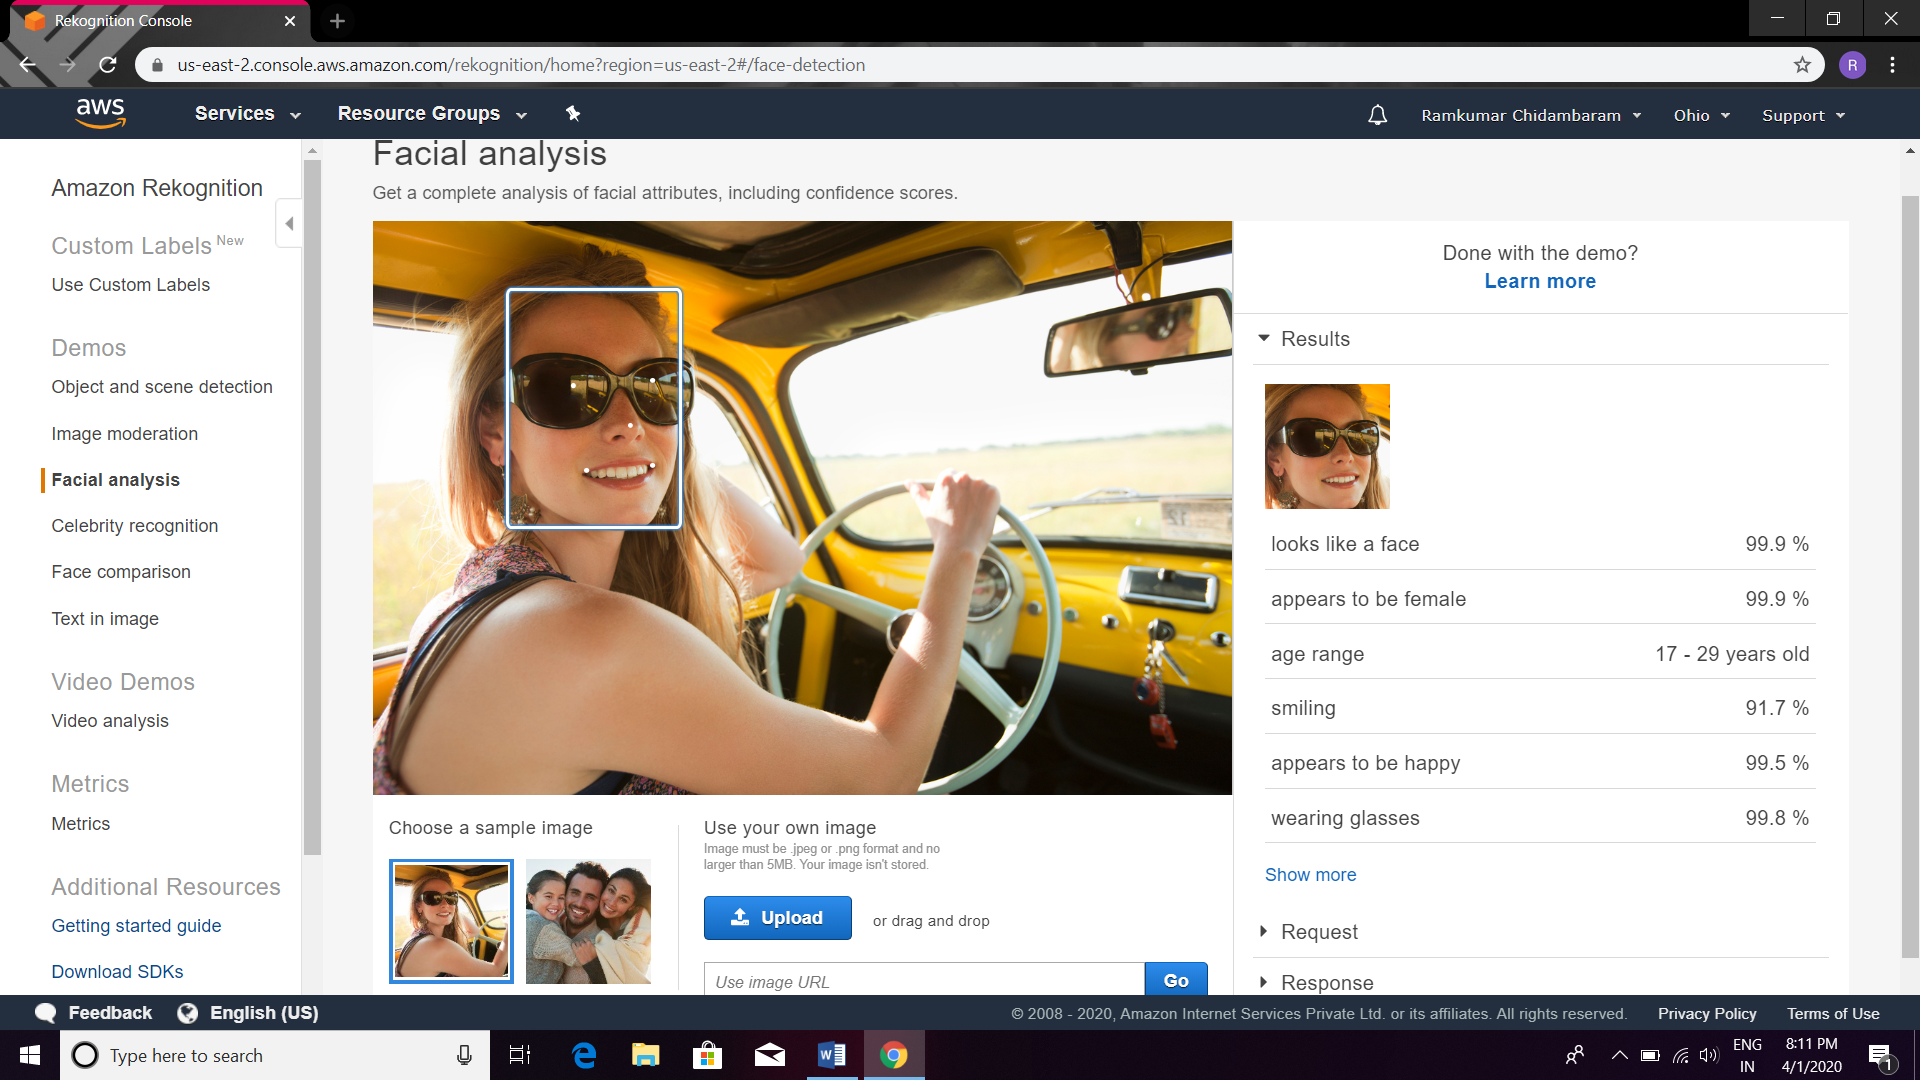 Rekognition Console
us-east-2.console.aws.amazon.com/rekognition/home?region=us-east-2#/face-detection
R
aws
Services
Resource Groups
Ramkumar Chidambaram
Ohio
Support
Amazon Rekognition
Custom Labels New
Use Custom Labels
Demos
Object and scene detection
Image moderation
Facial analysis
Celebrity recognition
Face comparison
Text in image
Video Demos
Video analysis
Metrics
Metrics
Additional Resources
Getting started guide
Download SDKs
Facial analysis
Get a complete analysis of facial attributes, including confidence scores.
12
Choose a sample image
Use your own image
Image must be .jpeg or .png format and no
larger than 5MB. Your image isn't stored.
Upload
or drag and drop
Use image URL
Go
Done with the demo?
Learn more
Results
looks like a face 99.9 %
appears to be female 99.9 %
age range 17 - 29 years old
smiling 91.7 %
appears to be happy 99.5 %
wearing glasses 99.8 %
Show more
Request
Response
Feedback
English (US)
© 2008 - 2020, Amazon Internet Services Private Ltd. or its affiliates. All rights reserved.
Privacy Policy
Terms of Use
Type here to search
ENG
IN
8:11 PM
4/1/2020
1